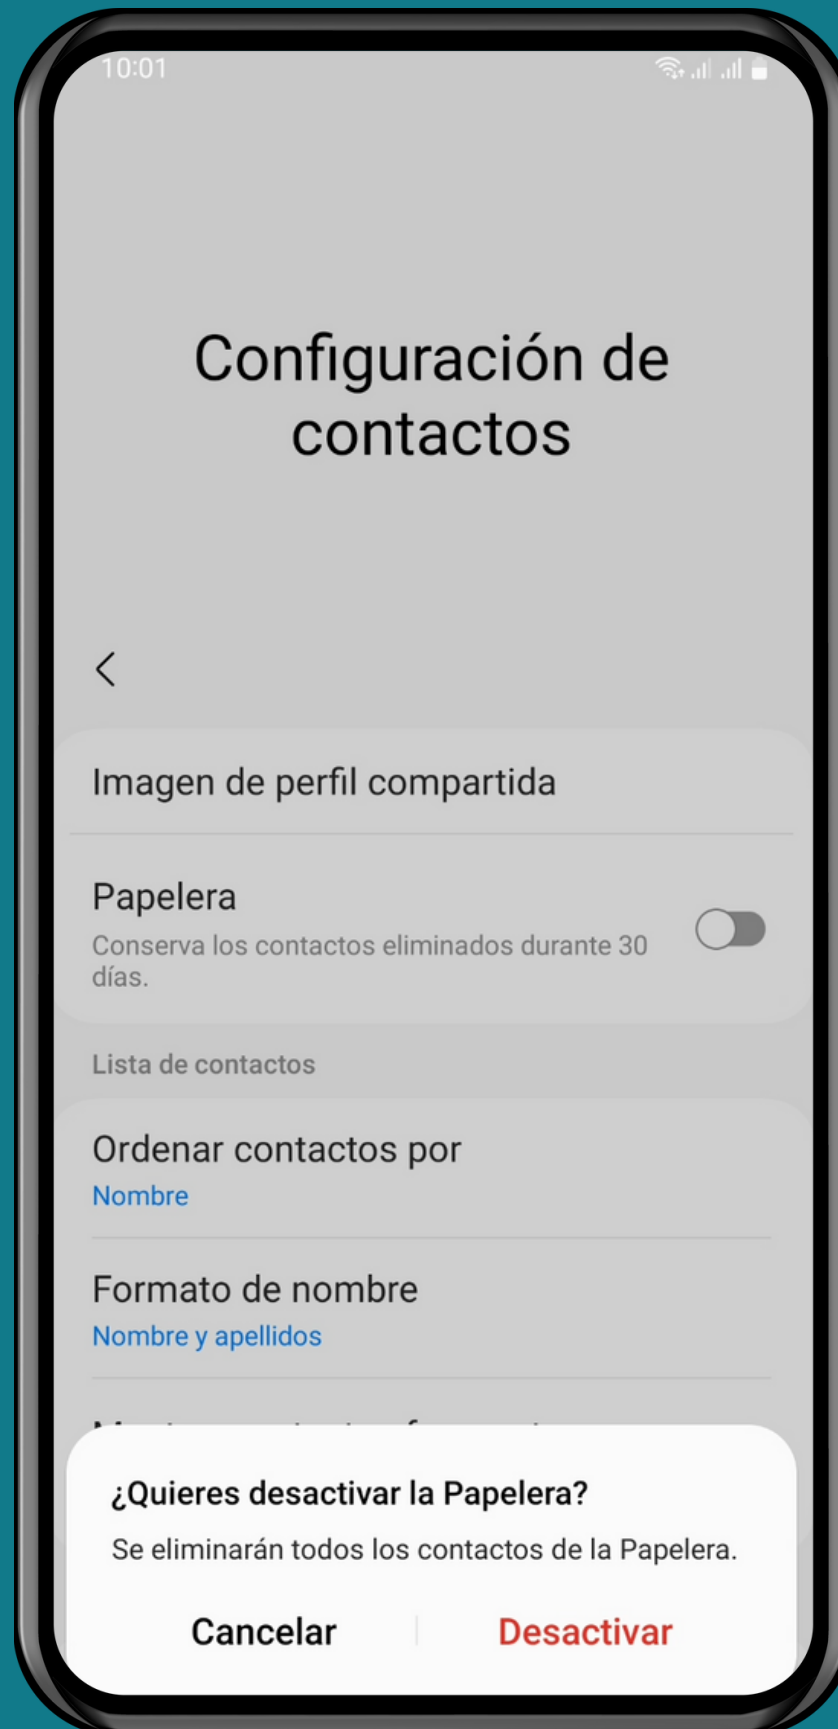 10:01
Configuración de
contactos
Imagen de perfil compartida
Papelera
Conserva los contactos eliminados durante 30
días.
Lista de contactos
Ordenar contactos por
Nombre
Formato de nombre
Nombre y apellidos
¿Quieres desactivar la Papelera?
Se eliminarán todos los contactos de la Papelera.
Cancelar
Desactivar